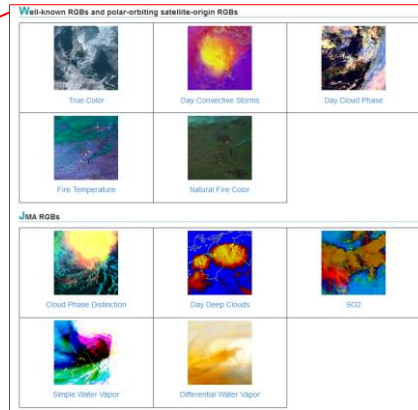 Well-known RGBs and polar-orbiting satellite-origin RGBs
True Color Day Convective Storms Day Cloud Phase
Fire Temperature Natural Fire Color
JMA RGBs
Cloud Phase Distinction Day Deep Clouds SO2
Simple Water Vapor Differential Water Vapor